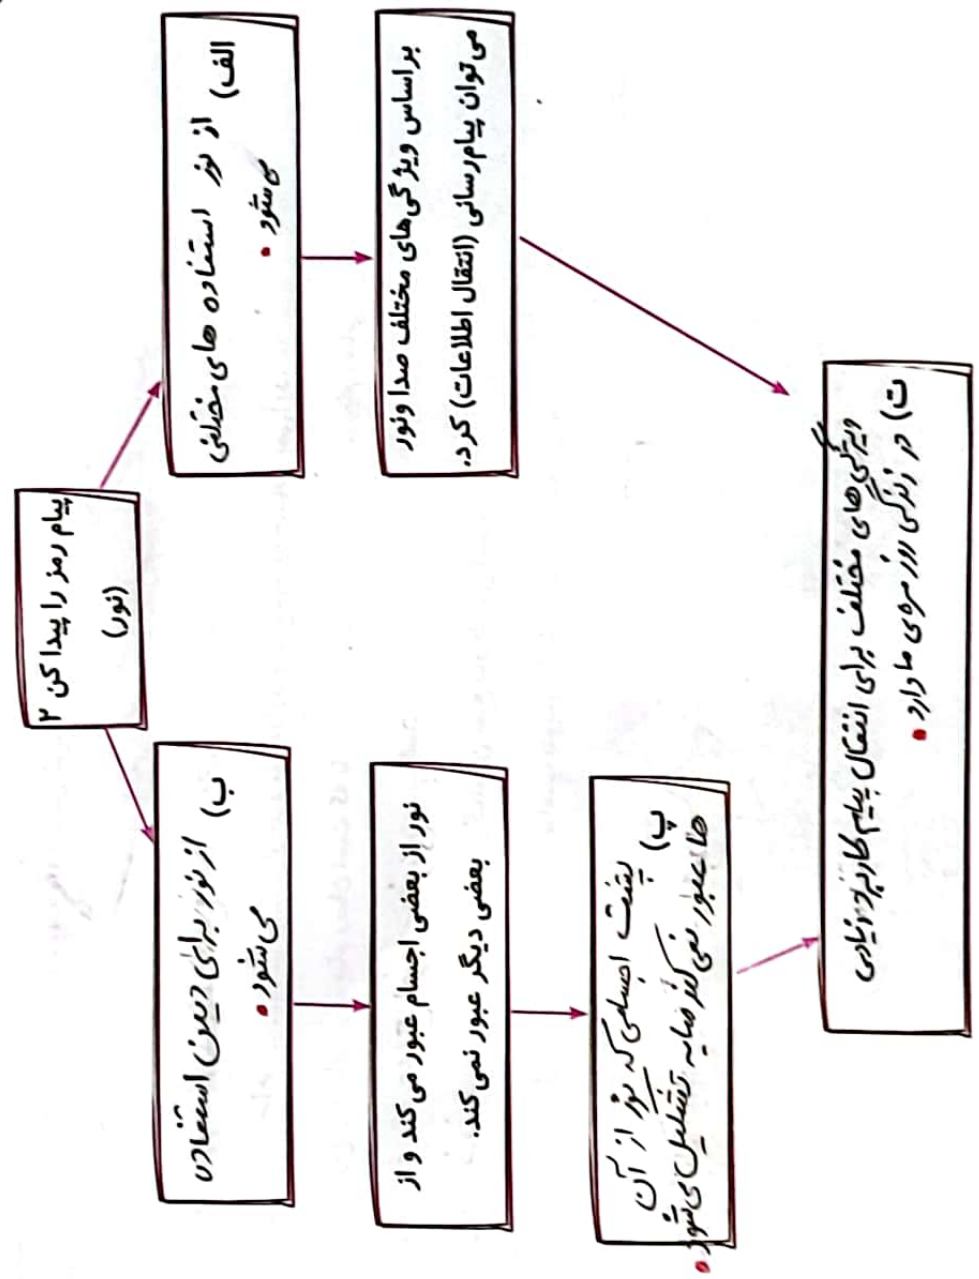 پیام رمز را پیدا کن ۲
(نور)
الف)
از نور استفاده های مختلفی
می شود.
براساس ویژگی‌های مختلف صدا و نور
می‌توان پیام‌رسانی (انتقال اطلاعات) کرد.
ب)
از نور برای دیدن استفاده
می شود.
نور از بعضی اجسام عبور می‌کند و از
بعضی دیگر عبور نمی‌کند.
پ)
پشت اجسامی که نور از آن
ها عبور نمی کند سایه تشکیل می شود.
ت) در زندگی روز مره‌ی ما دارد.
ویژگی های مختلف برای انتقال پیام کاربرد زیادی